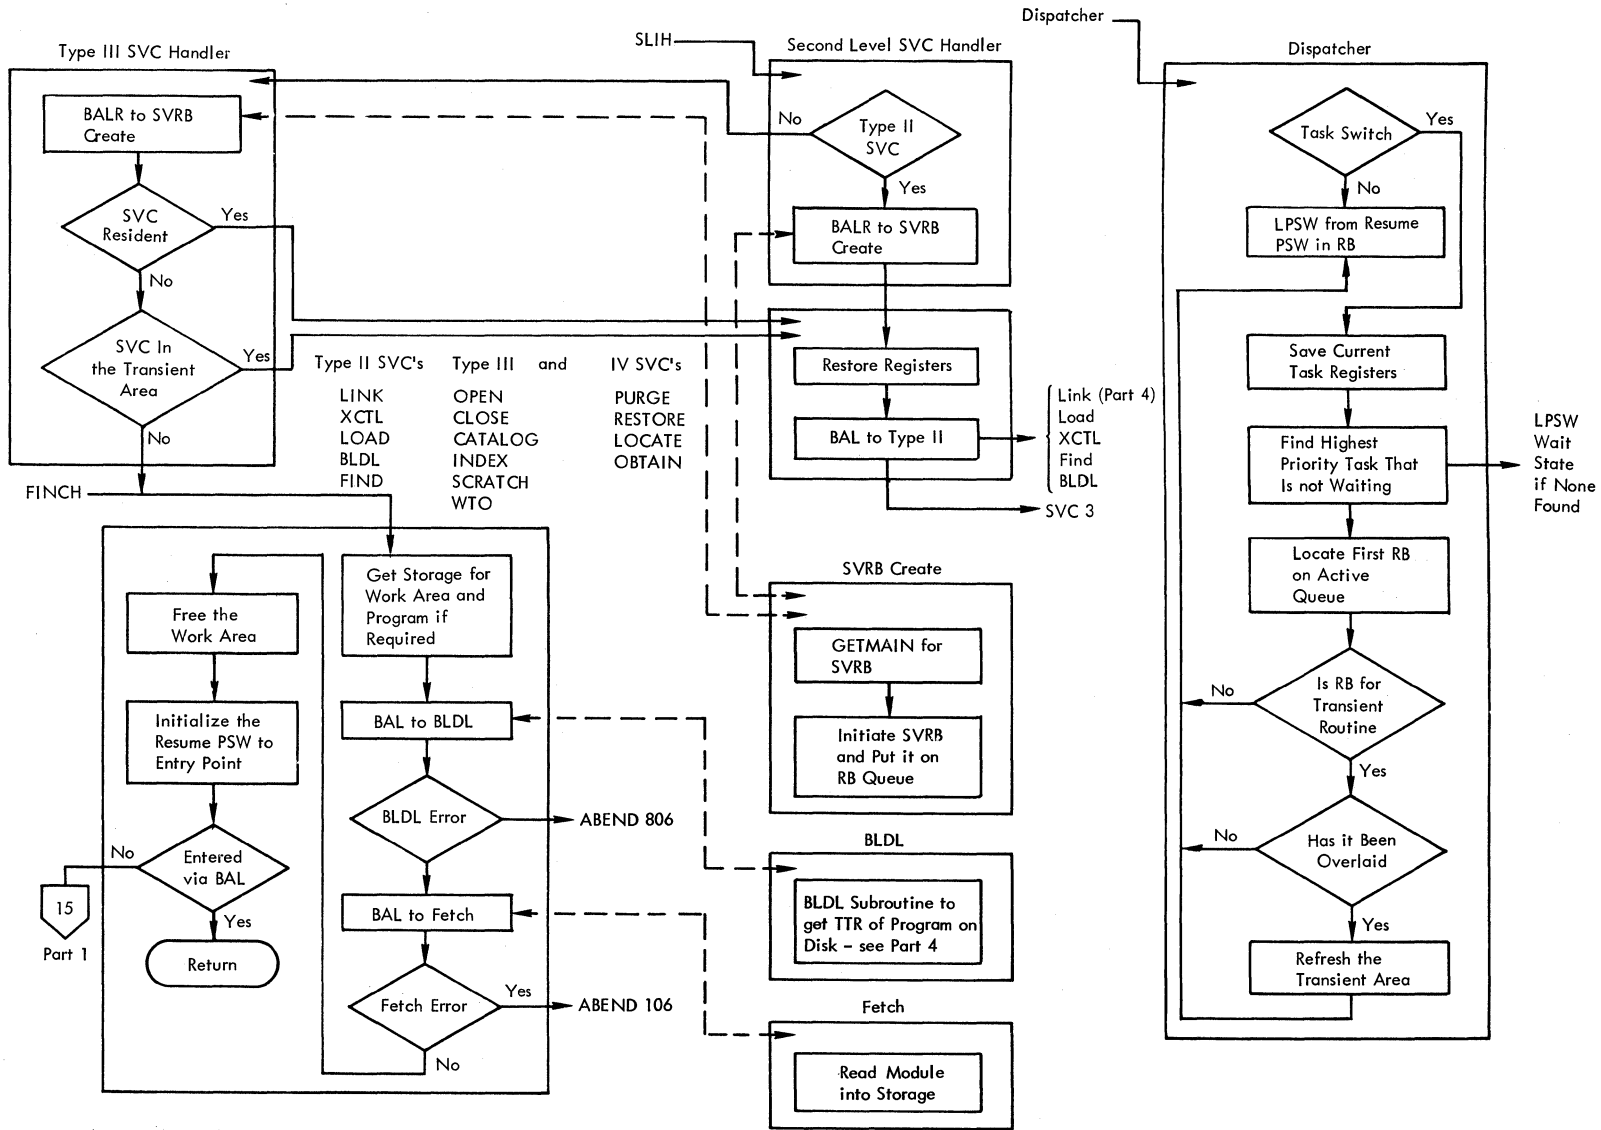 Dispatcher
SLIH
Type III SVC Handler
Second Level SVC Handler
Dispatcher
BALR to SVRB
Create
SVC
Resident
Yes
No
SVC In
the Transient
Area
Yes
No
FINCH
No
Type II
SVC
Yes
BALR to SVRB
Create
Restore Registers
BAL to Type II
Link (Part 4)
Load
XCTL
Find
BLDL
SVC 3
Type II SVC's
LINK
XCTL
LOAD
BLDL
FIND
Type III and IV SVC's
OPEN PURGE
CLOSE RESTORE
CATALOG LOCATE
INDEX OBTAIN
SCRATCH
WTO
Free the
Work Area
Initialize the
Resume PSW to
Entry Point
No
Entered
via BAL
15
Part 1
Yes
Return
Get Storage for
Work Area and
Program if
Required
BAL to BLDL
BLDL Error
ABEND 806
BAL to Fetch
Fetch Error
Yes
ABEND 106
No
SVRB Create
GETMAIN for
SVRB
Initiate SVRB
and Put it on
RB Queue
BLDL
BLDL Subroutine to
get TTR of Program on
Disk – see Part 4
Fetch
Read Module
into Storage
Task Switch
Yes
No
LPSW from Resume
PSW in RB
Save Current
Task Registers
Find Highest
Priority Task That
Is not Waiting
LPSW
Wait
State
if None
Found
Locate First RB
on Active
Queue
No
Is RB for
Transient
Routine
Yes
No
Has it Been
Overlaid
Yes
Refresh the
Transient Area